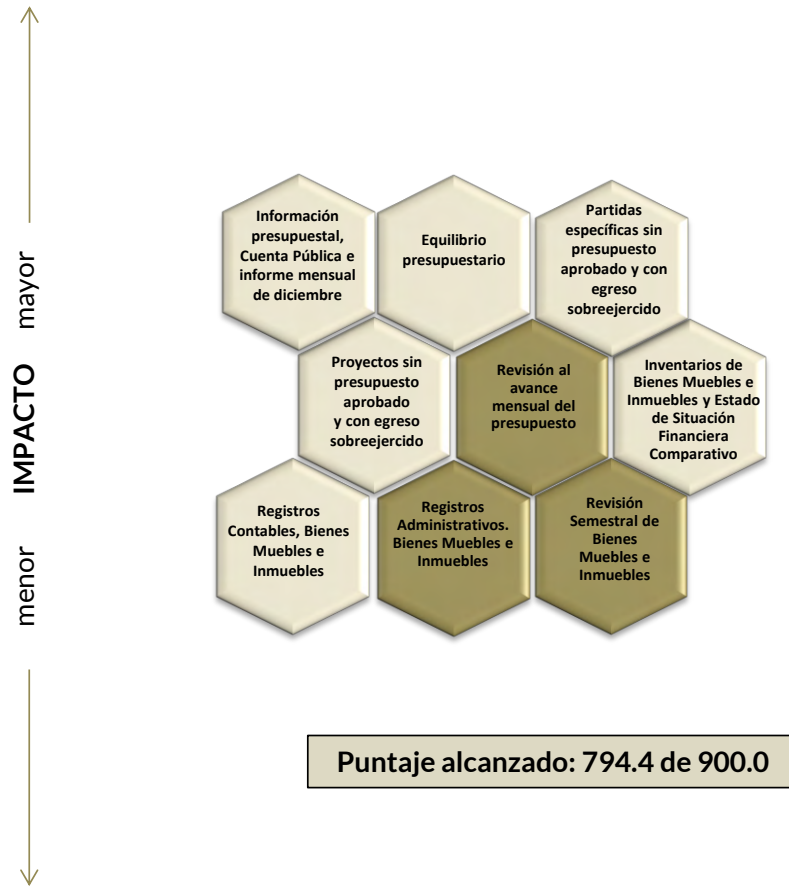 Información
presupuestal,
Cuenta Pública e
informe mensual
de diciembre
Equilibrio
presupuestario
Partidas
específicas sin
presupuesto
aprobado y con
egreso
sobreejercido
Proyectos sin
presupuesto
aprobado
y con egreso
sobreejercido
Revisión al
avance
mensual del
presupuesto
Inventarios de
Bienes Muebles e
Inmuebles y Estado
de Situación
Financiera
Comparativo
Registros
Contables, Bienes
Muebles e
Inmuebles
Registros
Administrativos.
Bienes Muebles e
Inmuebles
Revisión
Semestral de
Bienes
Muebles e
Inmuebles
menor IMPACTO mayor
Puntaje alcanzado: 794.4 de 900.0